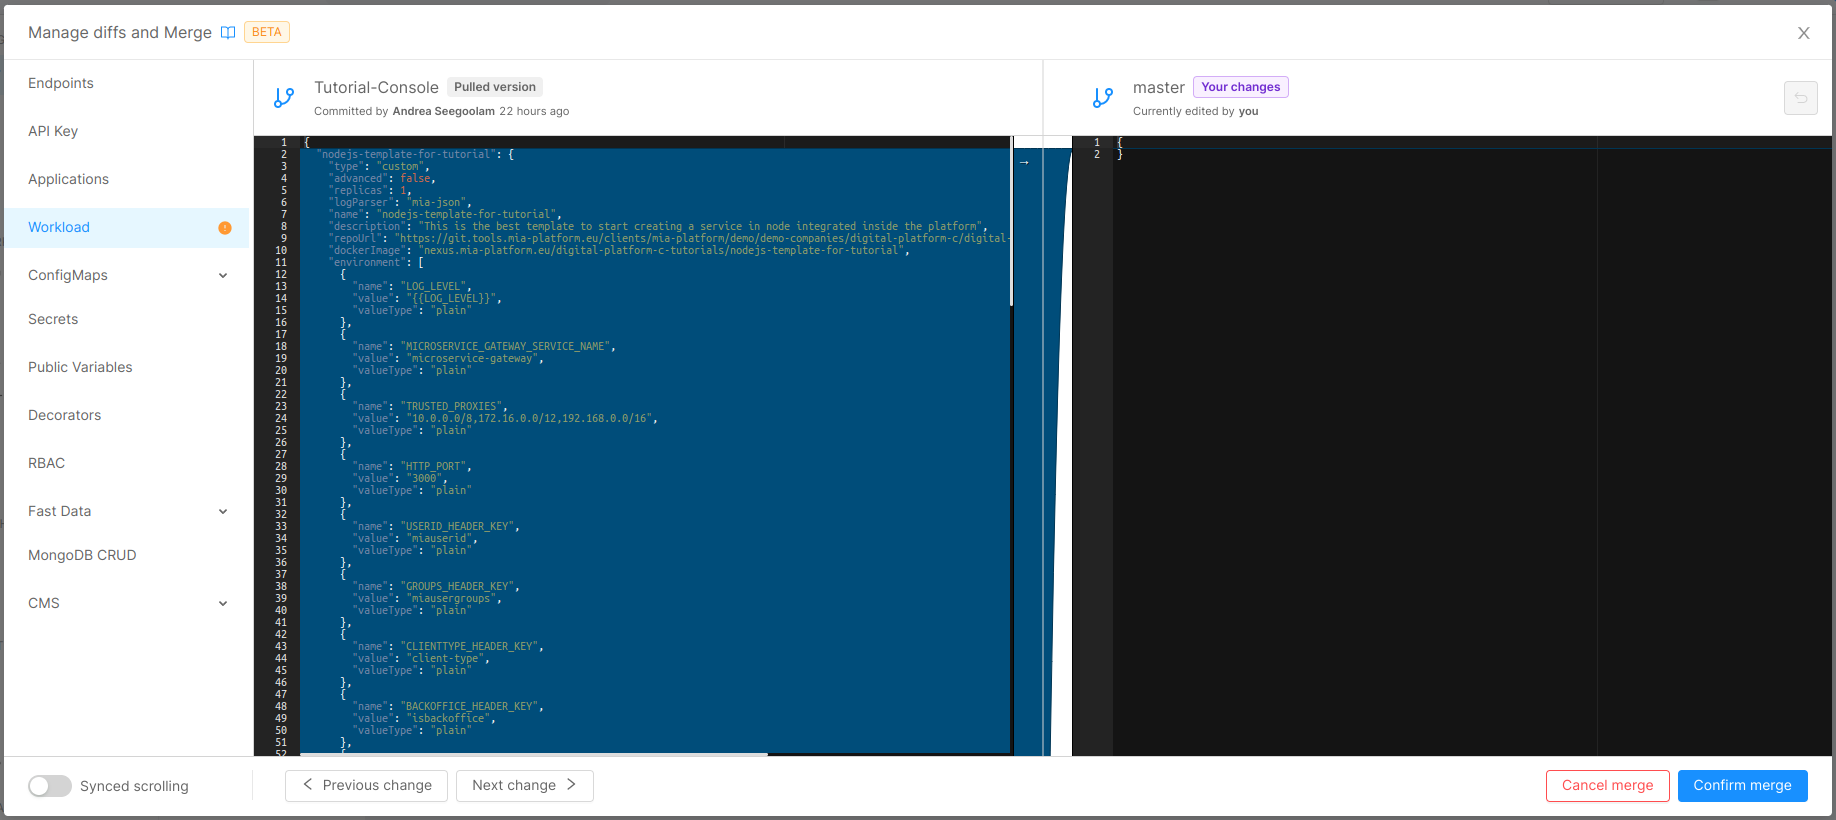 Manage diffs and Merge BETA
X
Endpoints
API Key
Applications
Workload
ConfigMaps
Secrets
Public Variables
Decorators
RBAC
Fast Data
MongoDB CRUD
CMS
Tutorial-Console Pulled version
Committed by Andrea Seegoolam 22 hours ago
master Your changes
Currently edited by you
1 {
2 "nodejs-template-for-tutorial": {
3 "type": "custom",
4 "advanced": false,
5 "replicas": 1,
6 "logParser": "mia-json",
7 "name": "nodejs-template-for-tutorial",
8 "description": "This is the best template to start creating a service in node integrated inside the platform",
9 "repoUrl": "https://git.tools.mia-platform.eu/clients/mia-platform/demo/demo-companies/digital-platform-c/digital-
10 "dockerImage": "nexus.mia-platform.eu/digital-platform-c-tutorials/nodejs-template-for-tutorial",
11 "environment": [
12 {
13 "name": "LOG_LEVEL",
14 "value": "{{LOG_LEVEL}}",
15 "valueType": "plain"
16 },
17 {
18 "name": "MICROSERVICE_GATEWAY_SERVICE_NAME",
19 "value": "microservice-gateway",
20 "valueType": "plain"
21 },
22 {
23 "name": "TRUSTED_PROXIES",
24 "value": "10.0.0.0/8,172.16.0.0/12,192.168.0.0/16",
25 "valueType": "plain"
26 },
27 {
28 "name": "HTTP_PORT",
29 "value": "3000",
30 "valueType": "plain"
31 },
32 {
33 "name": "USERID_HEADER_KEY",
34 "value": "miauserid",
35 "valueType": "plain"
36 },
37 {
38 "name": "GROUPS_HEADER_KEY",
39 "value": "miausergroups",
40 "valueType": "plain"
41 },
42 {
43 "name": "CLIENTTYPE_HEADER_KEY",
44 "value": "client-type",
45 "valueType": "plain"
46 },
47 {
48 "name": "BACKOFFICE_HEADER_KEY",
49 "value": "isbackoffice",
50 "valueType": "plain"
51 },
52 {
→
1 {
2 }
Synced scrolling
< Previous change
Next change >
Cancel merge
Confirm merge